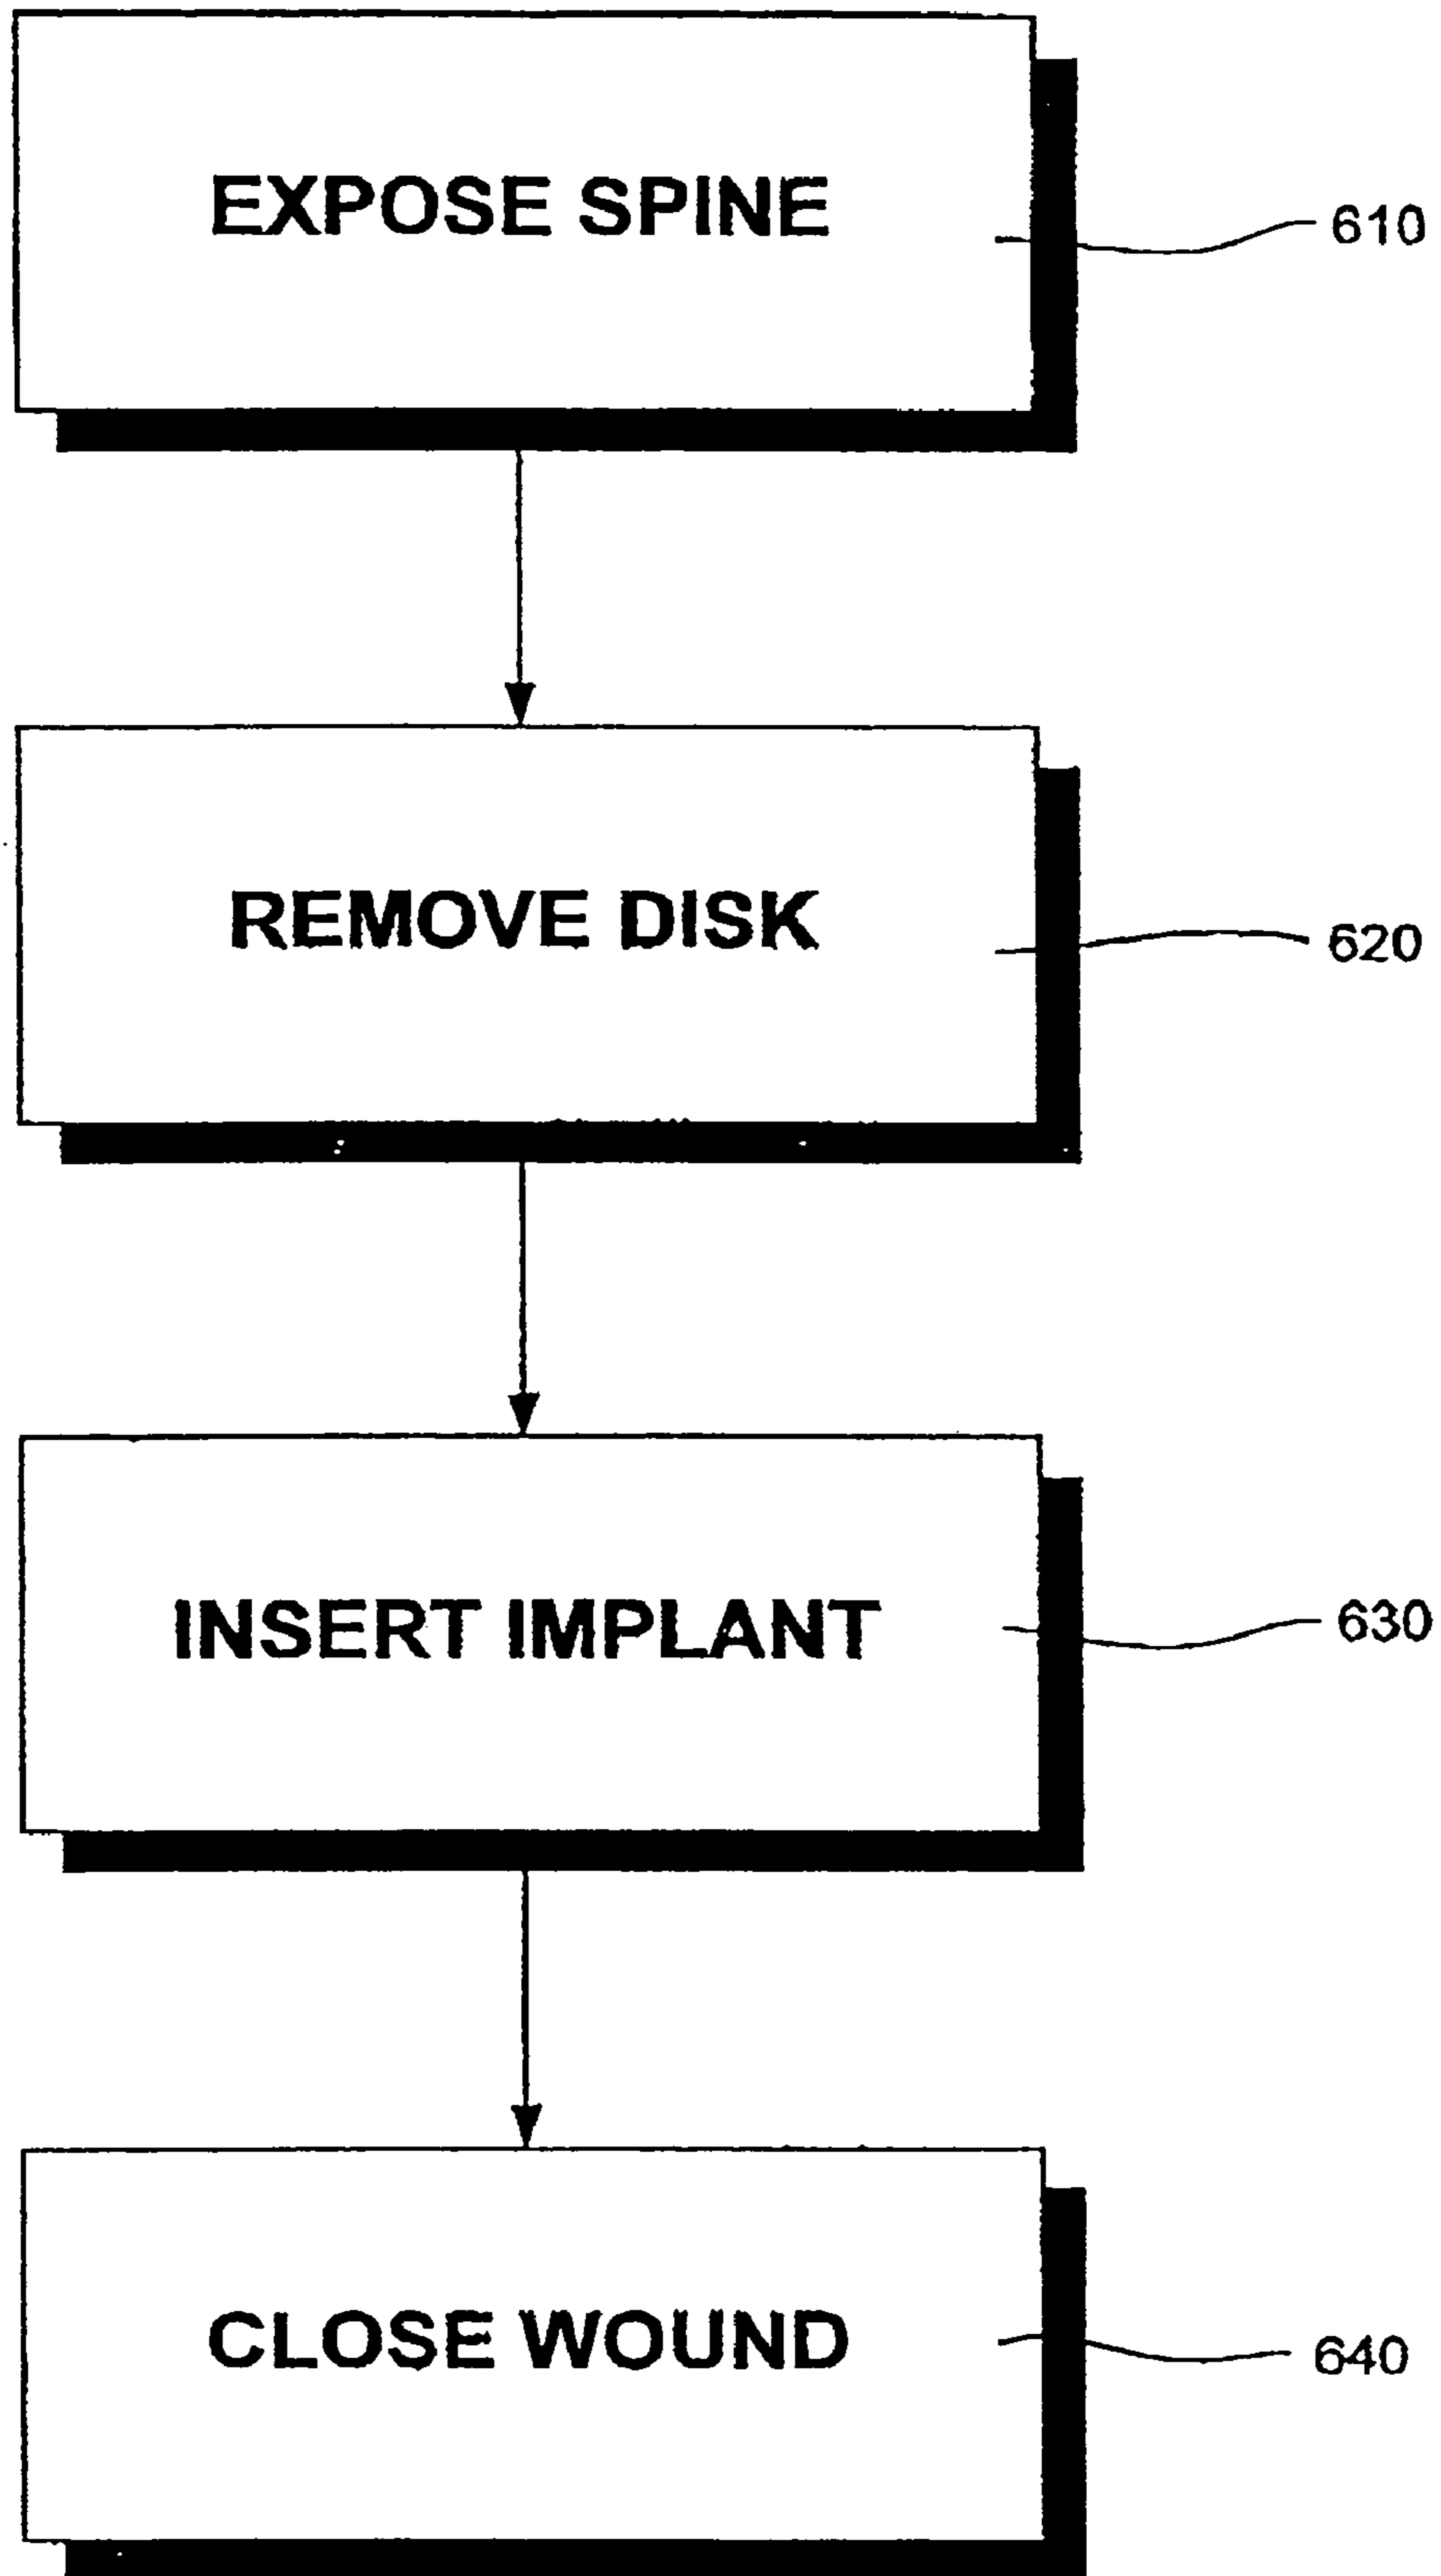 EXPOSE SPINE
610
REMOVE DISK
620
INSERT IMPLANT
630
CLOSE WOUND
640